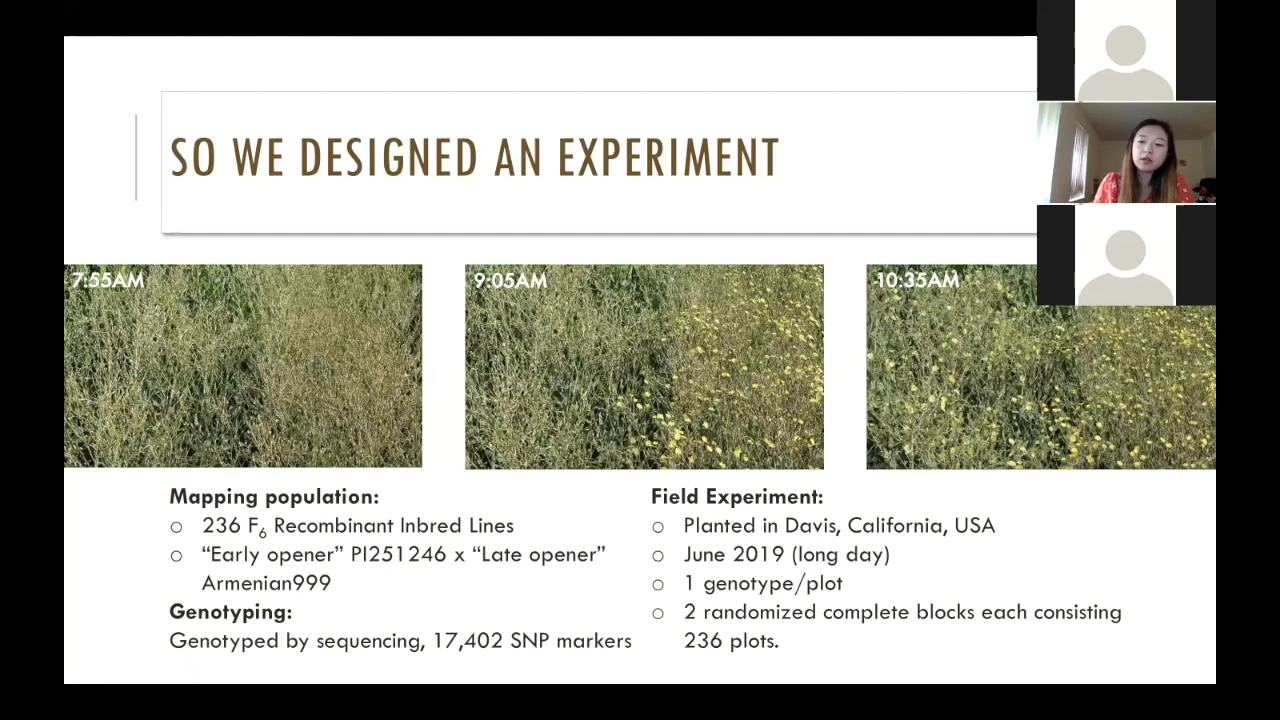 SO WE DESIGNED AN EXPERIMENT
7:55AM
9:05AM
10:35AM
Mapping population:
○ 236 F6 Recombinant Inbred Lines
○ “Early opener” PI251246 x “Late opener”
Armenian999
Genotyping:
Genotyped by sequencing, 17,402 SNP markers
Field Experiment:
○ Planted in Davis, California, USA
○ June 2019 (long day)
○ 1 genotype/plot
○ 2 randomized complete blocks each consisting
236 plots.